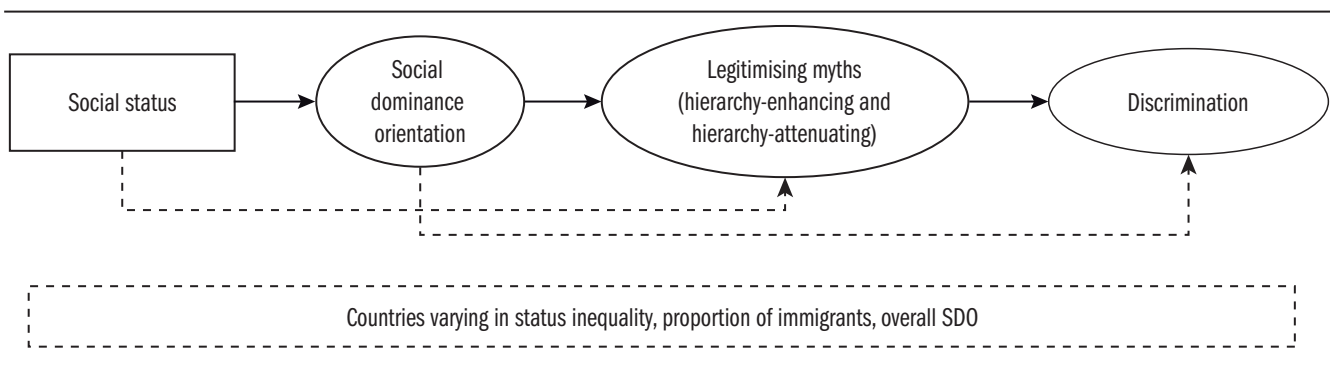 Social status
Social
dominance
orientation
Legitimising myths
(hierarchy-enhancing and
hierarchy-attenuating)
Discrimination
Countries varying in status inequality, proportion of immigrants, overall SDO